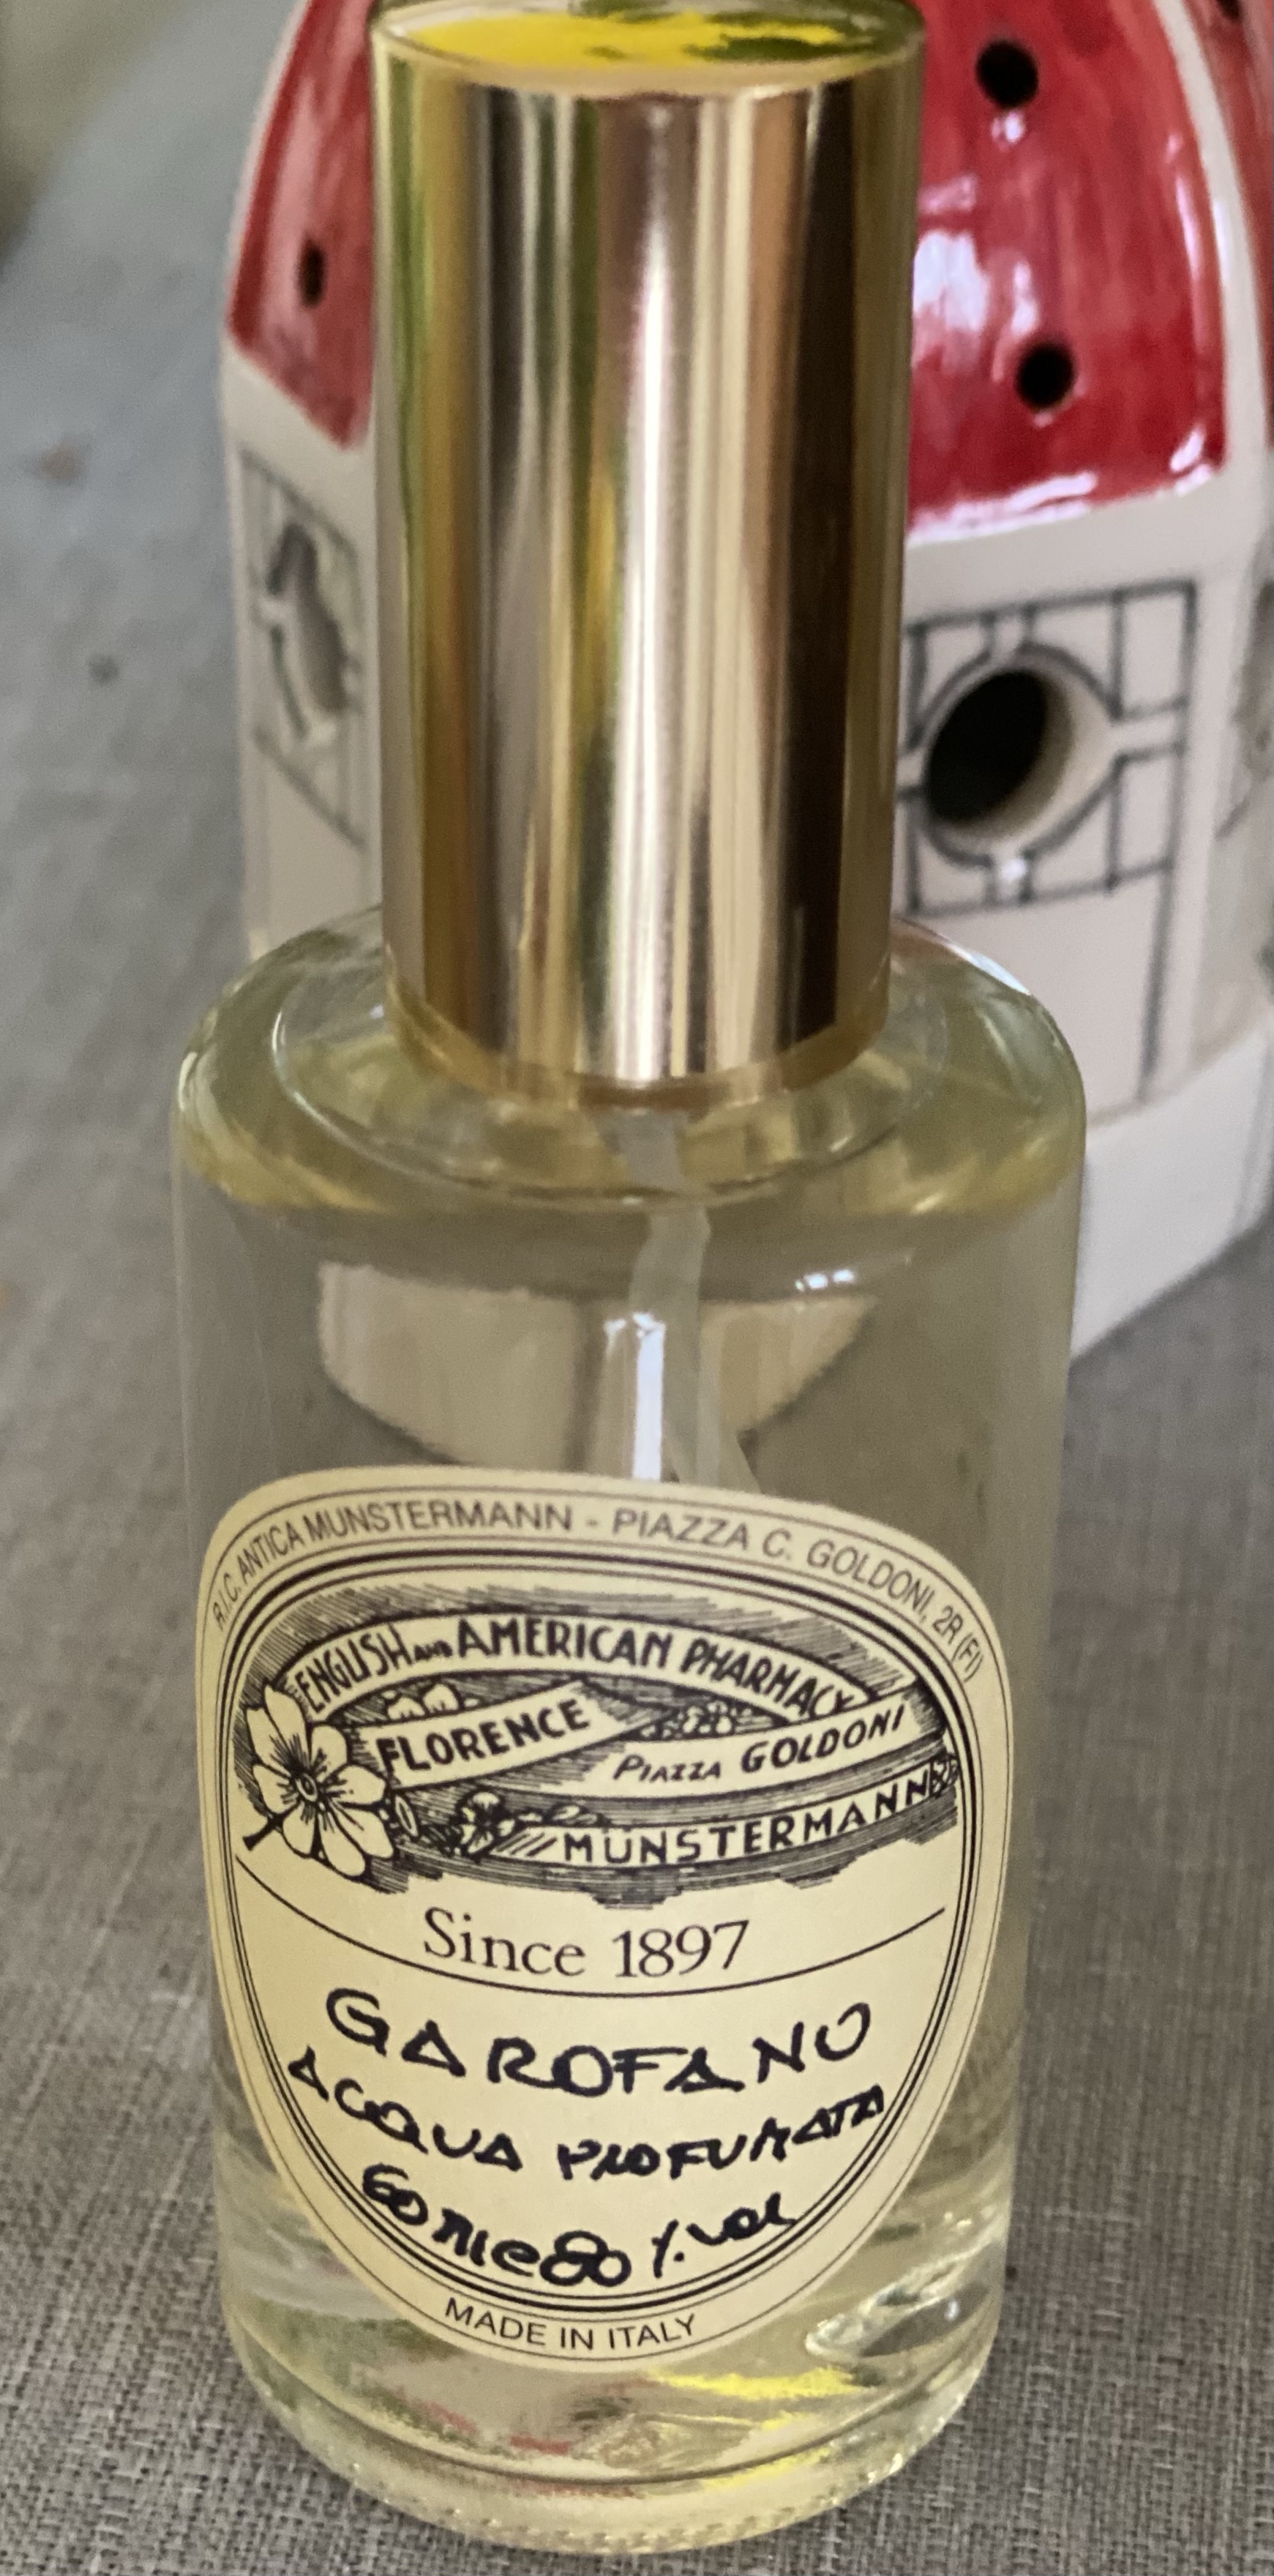 R.I.C. ANTICA MUNSTERMANN - PIAZZA C. GOLDONI, 2R (FI)
ENGLISH AND AMERICAN PHARMACY
FLORENCE
PIAZZA GOLDONI
MÜNSTERMANN
Since 1897
GAROFANO
ACQUA PROFUMATA
60 ml e 80 %.vol
MADE IN ITALY